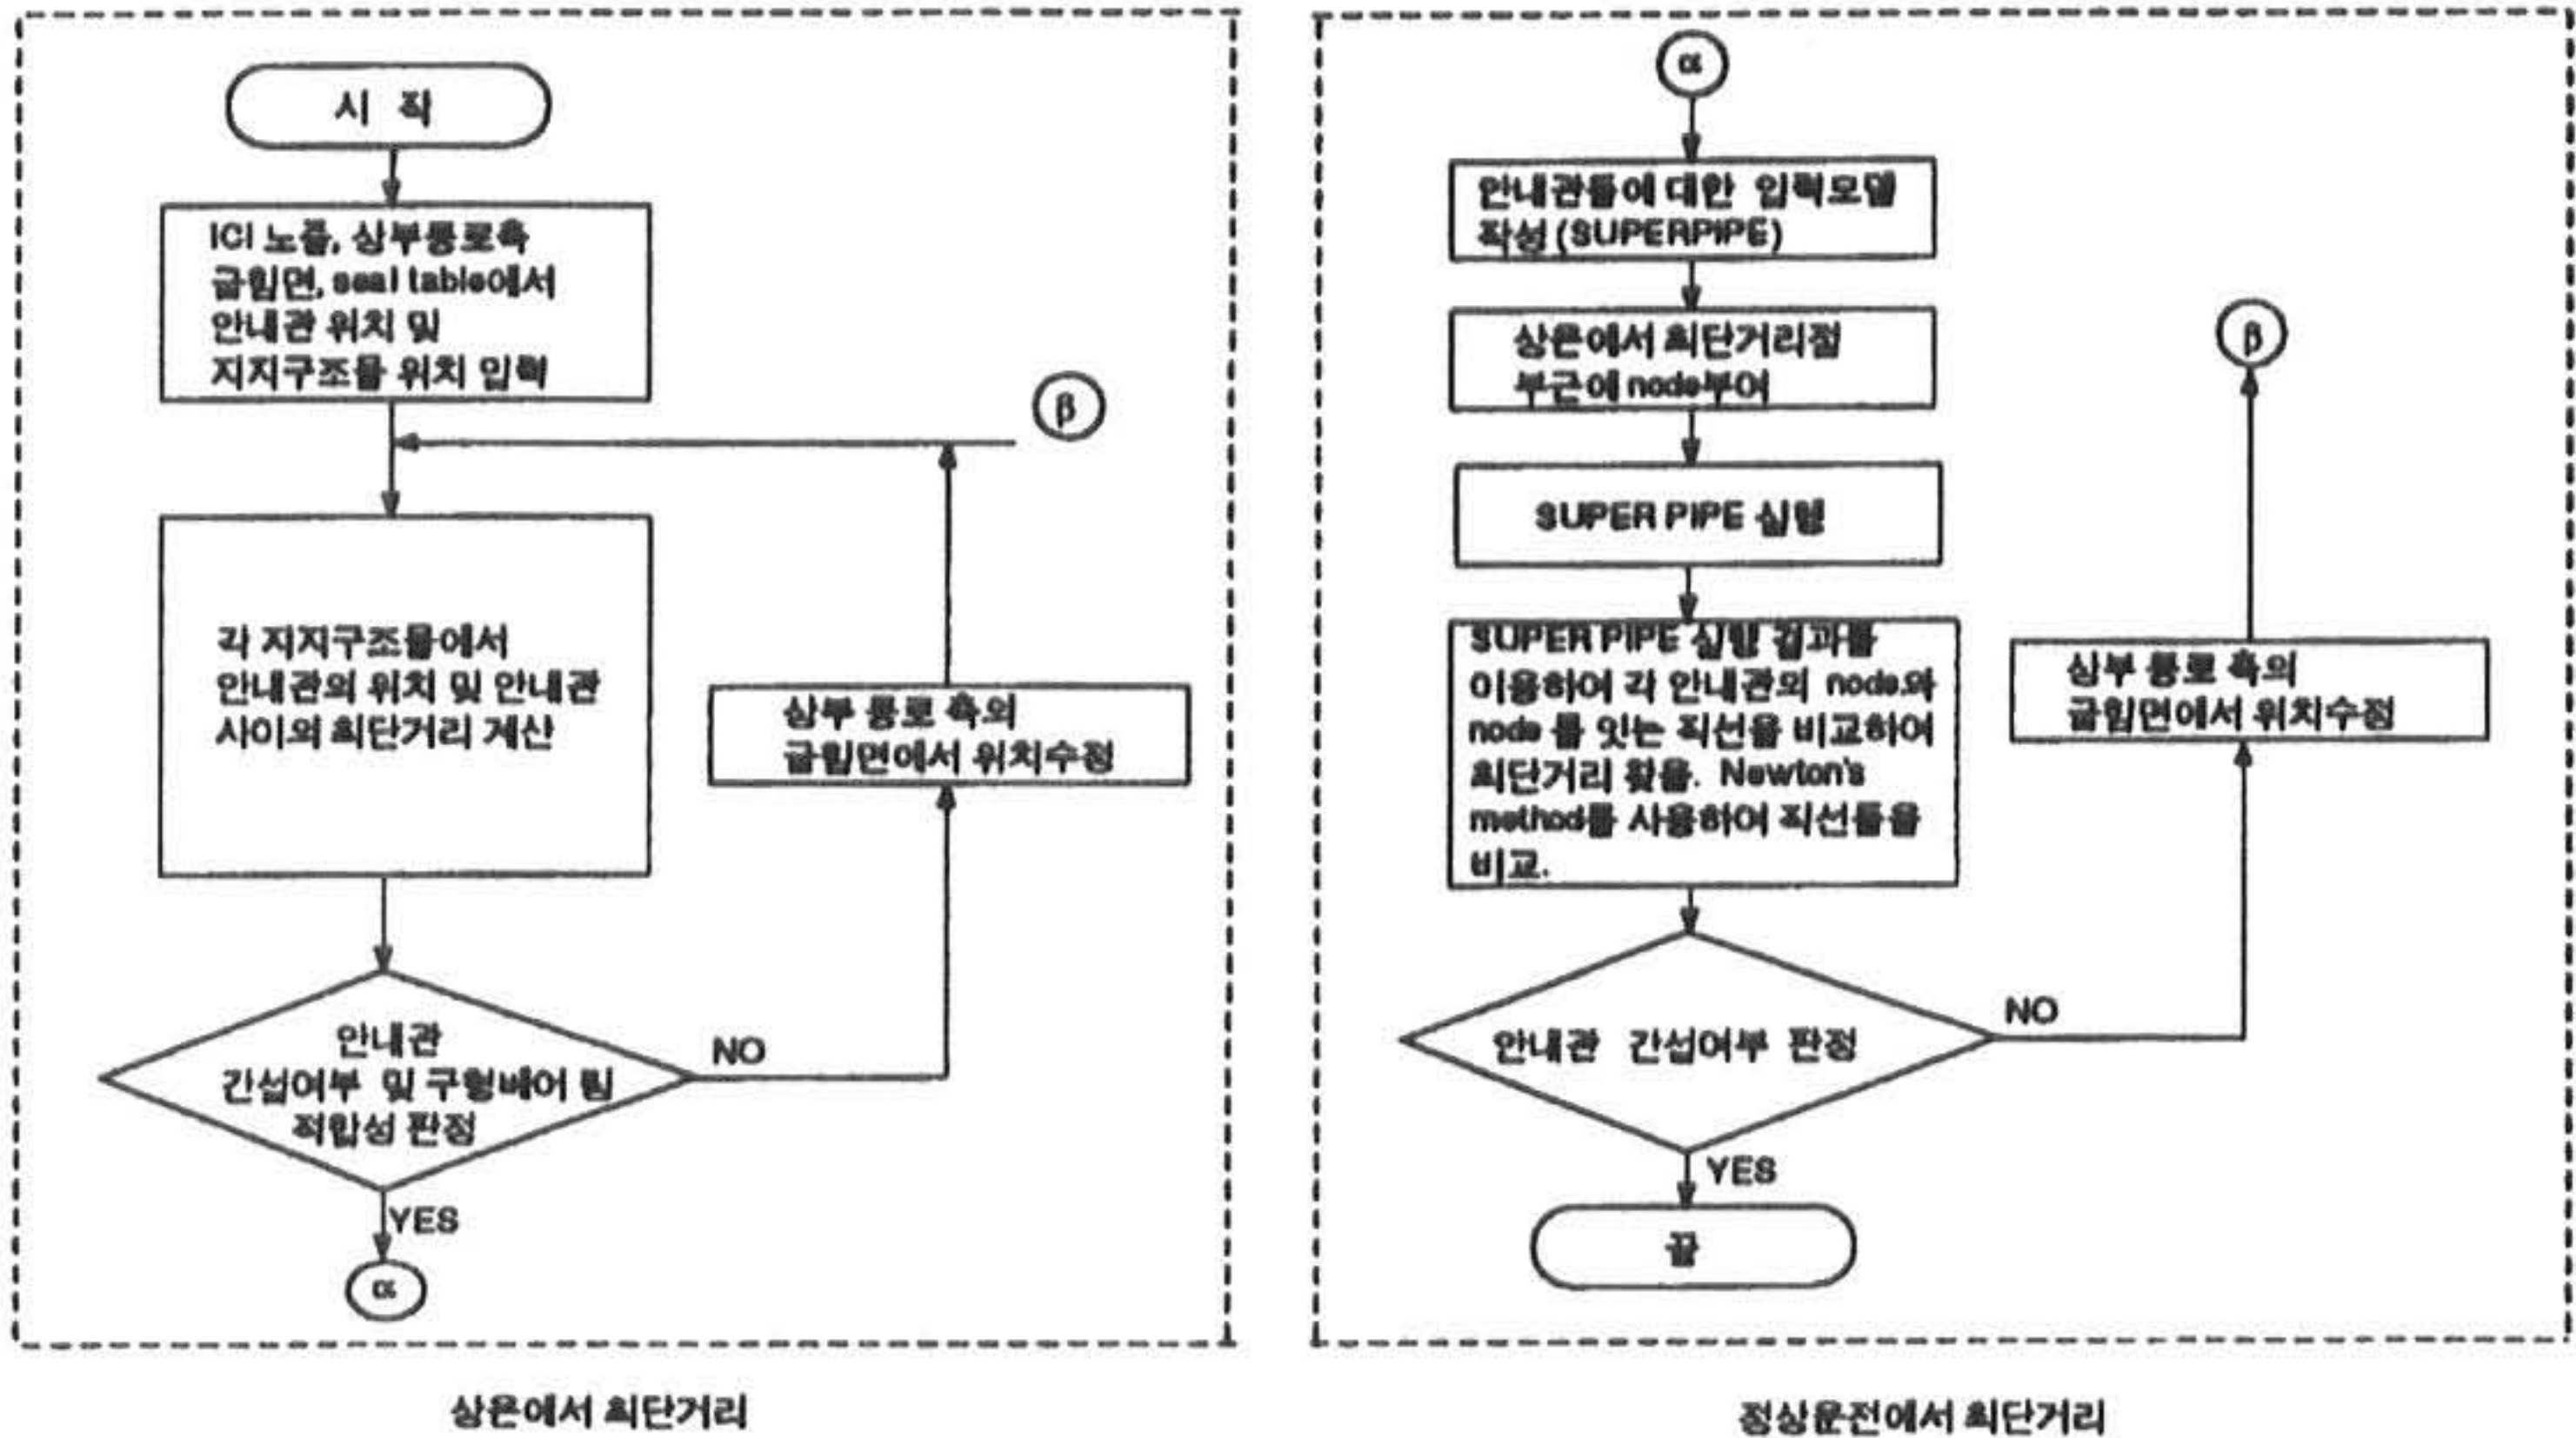 시 작
ICI 노즐, 상부통로측
굽힘면, seal table에서
안내관 위치 및
지지구조물 위치 입력
β
각 지지구조물에서
안내관의 위치 및 안내관
사이의 최단거리 계산
상부 통로 측의
굽힘면에서 위치수정
안내관
간섭여부 및 구형베어 링
적합성 판정
NO
YES
α
상온에서 최단거리
α
안내관들에 대한 입력모델
작성 (SUPERPIPE)
상온에서 최단거리점
부근에 node부여
SUPER PIPE 실행
SUPER PIPE 실행 결과를
이용하여 각 안내관의 node와
node 를 잇는 직선을 비교하여
최단거리 찾음. Newton's
method를 사용하여 직선들을
비교.
β
상부 통로 측의
굽힘면에서 위치수정
안내관 간섭여부 판정
NO
YES
끝
정상운전에서 최단거리